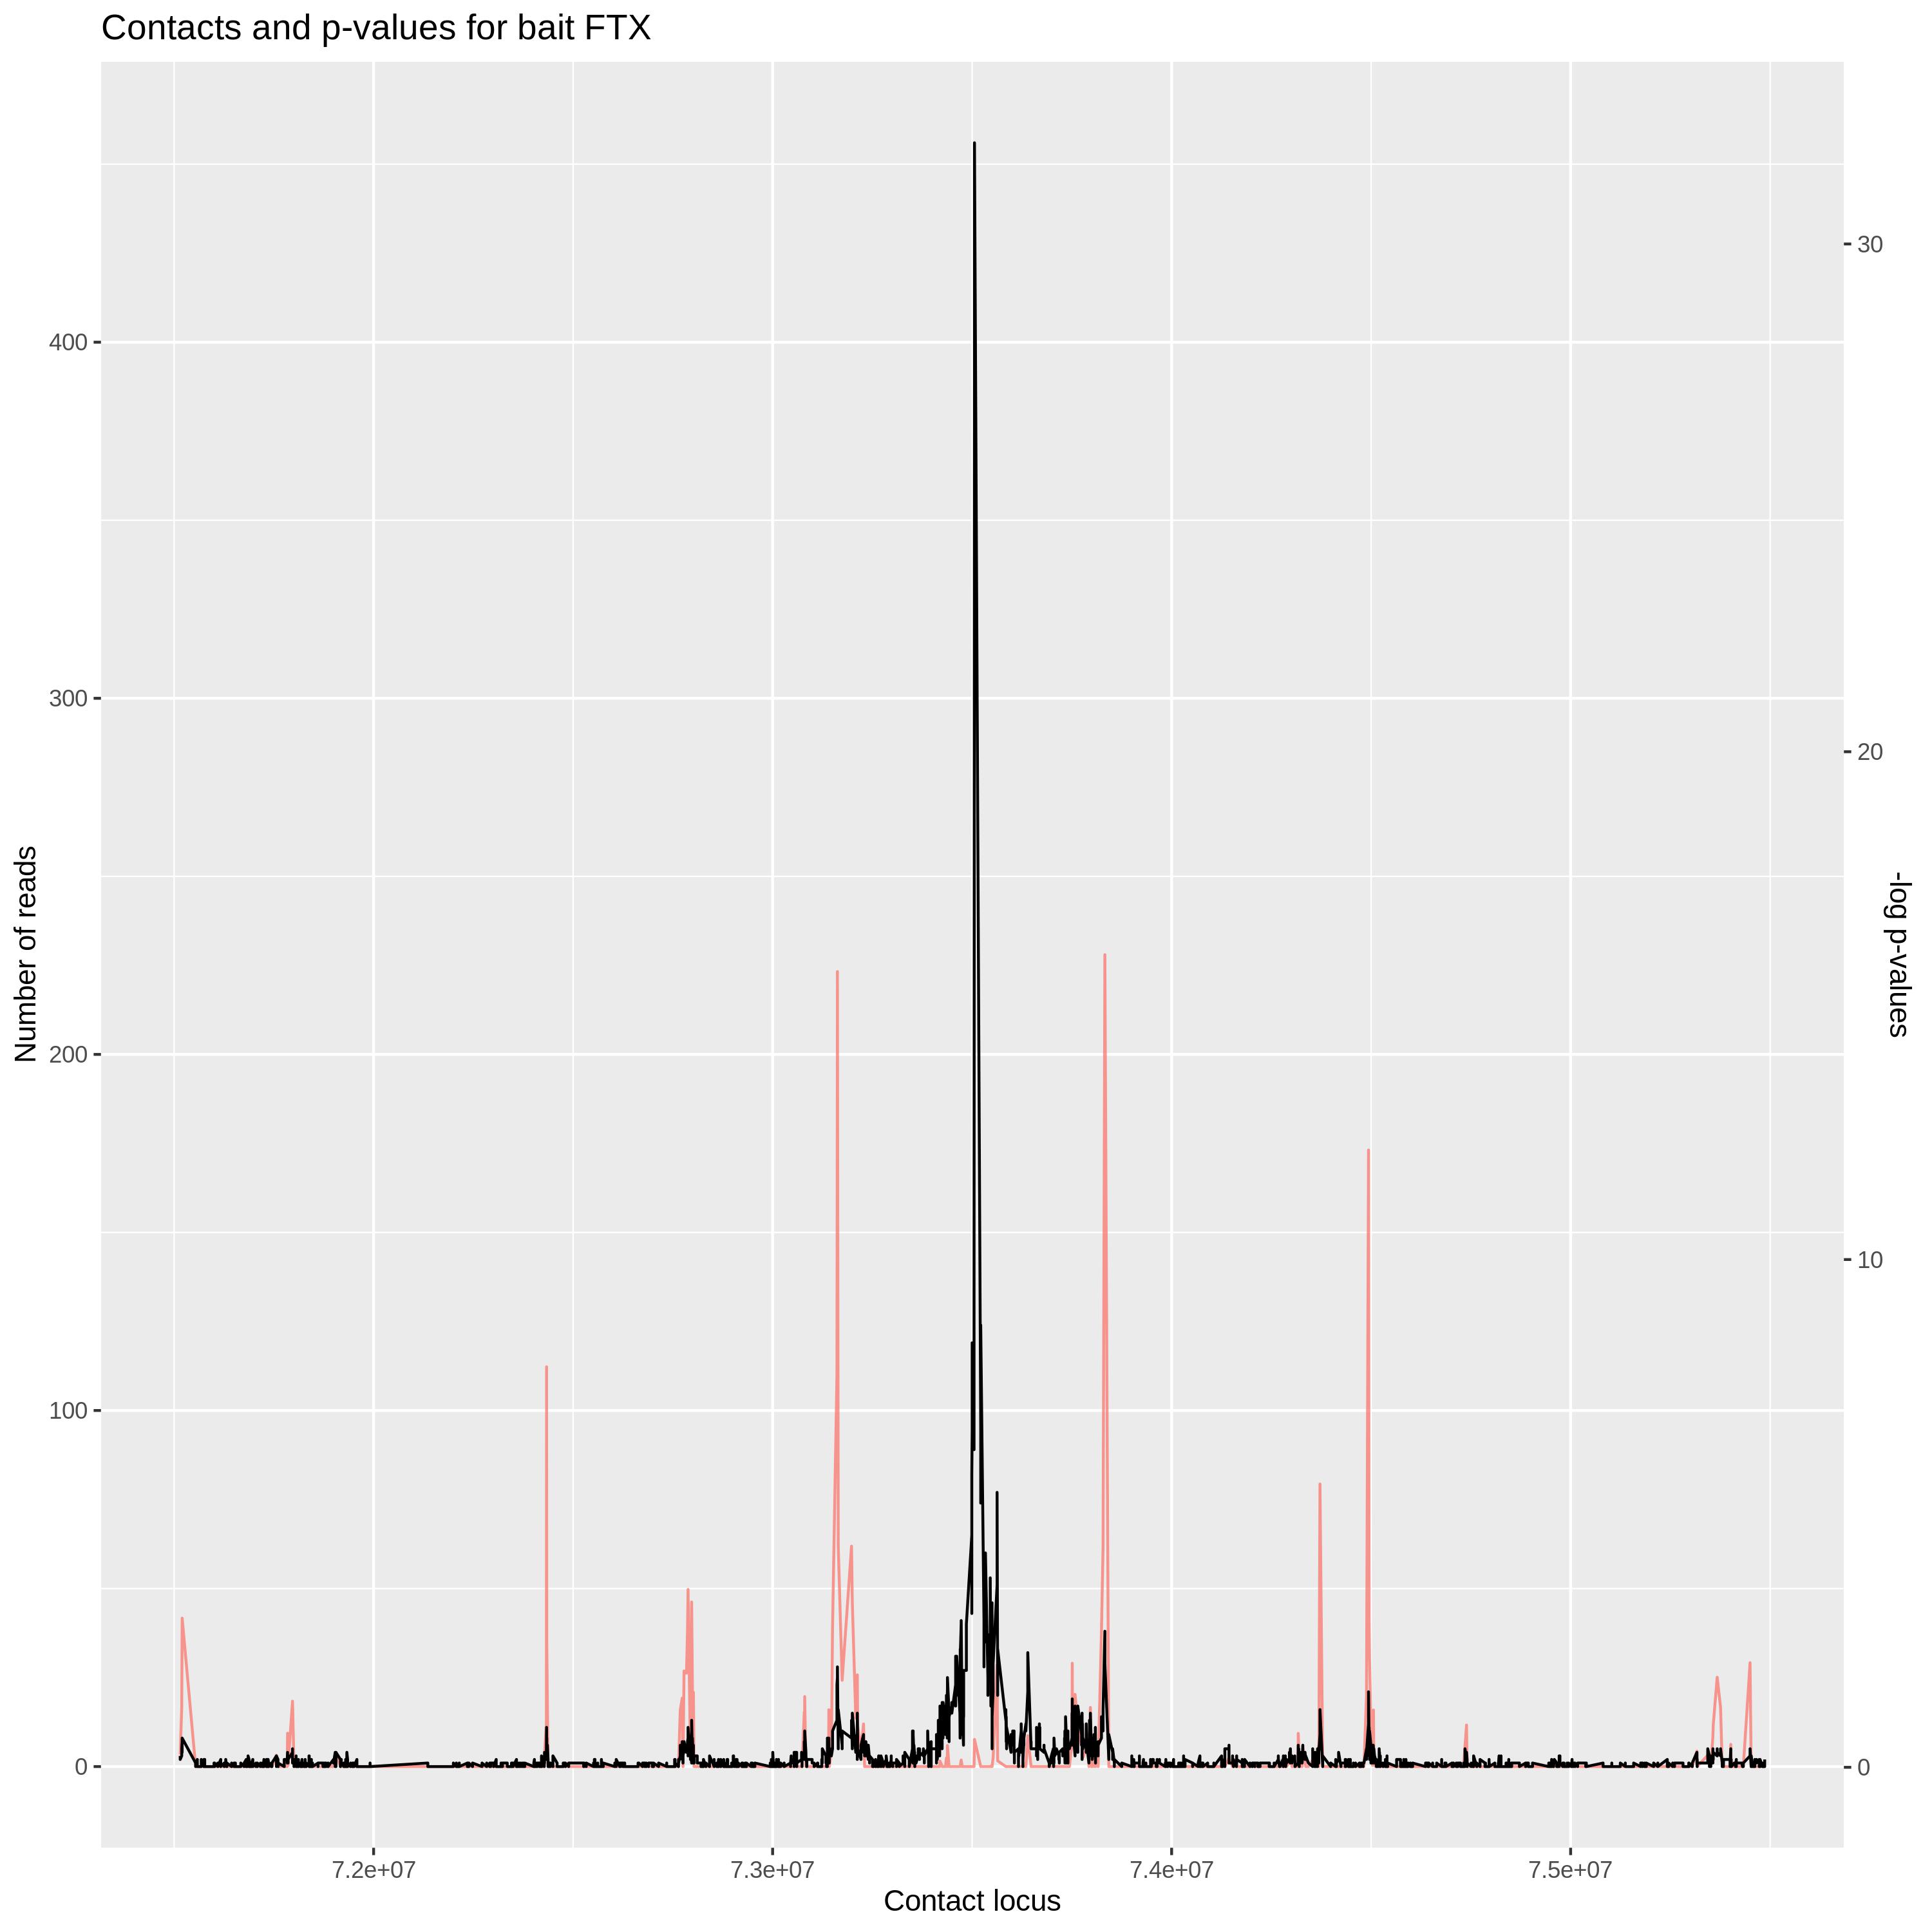 Contacts and p-values for bait FTX
400
300
200
100
0
Number of reads
30
20
10
0
-log p-values
7.2e+07
7.3e+07
7.4e+07
7.5e+07
Contact locus